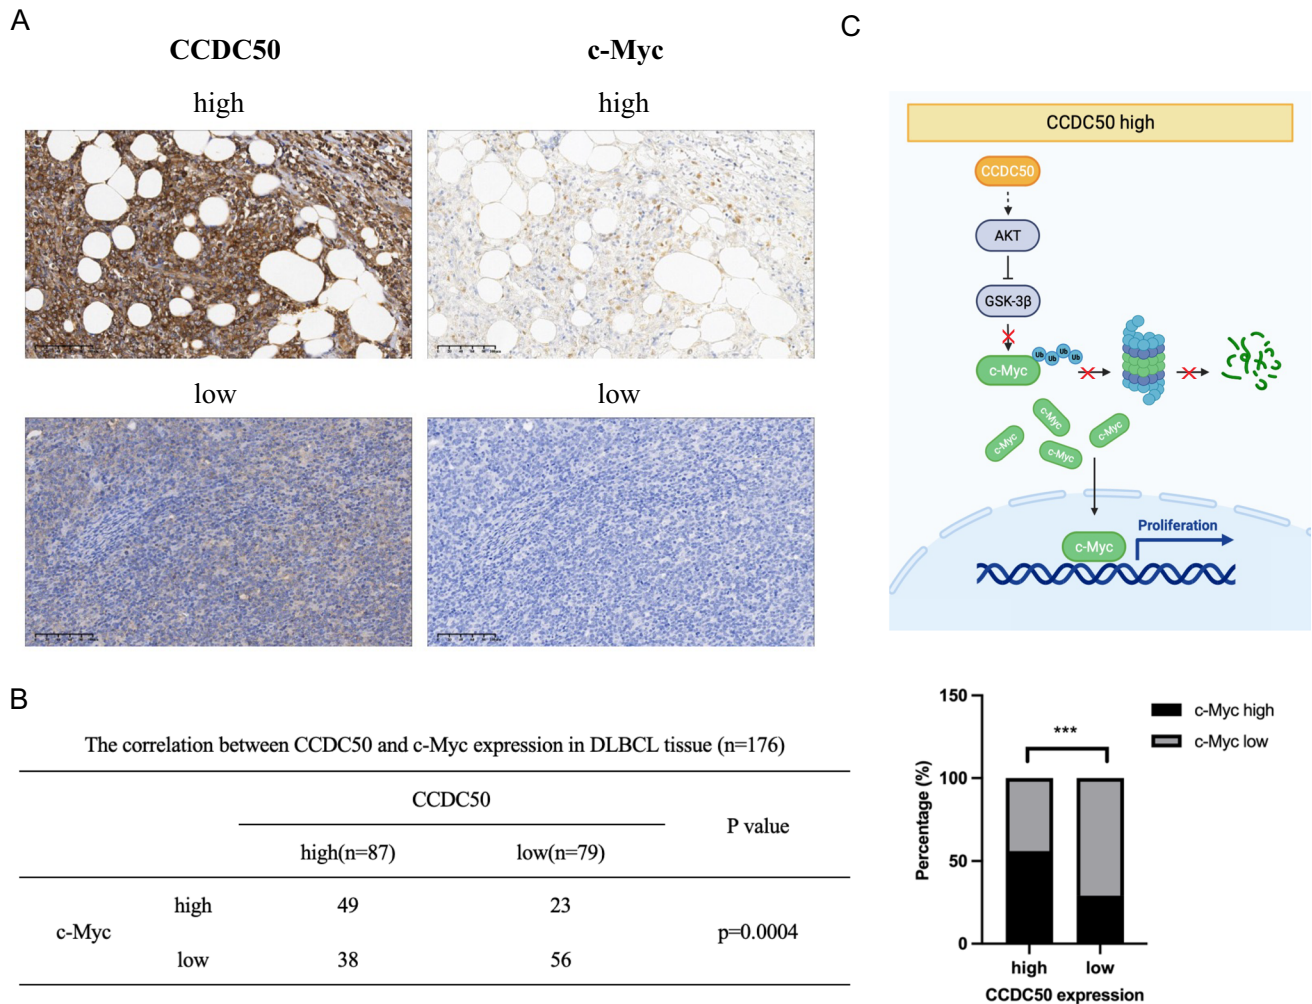 A
CCDC50
c-Myc
high
high
low
low
B
The correlation between CCDC50 and c-Myc expression in DLBCL tissue (n=176)
CCDC50
P value
high(n=87)
low(n=79)
c-Myc
high
49
23
p=0.0004
low
38
56
C
CCDC50 high
CCDC50
AKT
GSK-3β
c-Myc
Ub
Ub
Ub
Ub
c-Myc
c-Myc
c-Myc
c-Myc
Proliferation
c-Myc
150
100
50
0
Percentage (%)
***
c-Myc high
c-Myc low
high
low
CCDC50 expression